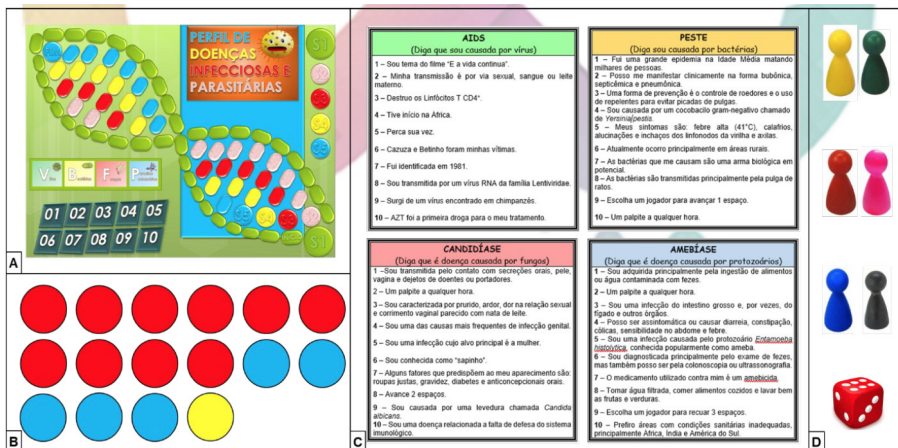 PERFIL DE
DOENÇAS
INFECCIOSAS E
PARASITÁRIAS
V B F P
01 02 03 04 05
06 07 08 09 10
A
B
AIDS
(Diga que sou causada por vírus)
1 – Sou tema do filme "E a vida continua".
2 – Minha transmissão é por via sexual, sangue ou leite
materno.
3 – Destruo os Linfócitos T CD4⁺.
4 – Tive início na África.
5 – Perca sua vez.
6 – Cazuza e Betinho foram minhas vítimas.
7 – Fui identificada em 1981.
8 – Sou transmitida por um vírus RNA da família Lentiviridae.
9 – Surgi de um vírus encontrado em chimpanzés.
10 – AZT foi a primeira droga para o meu tratamento.
PESTE
(Diga sou causada por bactérias)
1 – Fui uma grande epidemia na Idade Média matando
milhares de pessoas.
2 – Posso me manifestar clinicamente na forma bubônica,
septicêmica e pneumônica.
3 – Uma forma de prevenção é o controle de roedores e o uso
de repelentes para evitar picadas de pulgas.
4 – Sou causada por um cocobacilo gram-negativo chamado
de Yersinia pestis.
5 – Meus sintomas são: febre alta (41°C), calafrios,
alucinações e inchaços dos linfonodos da virilha e axilas.
6 – Atualmente ocorro principalmente em áreas rurais.
7 – As bactérias que me causam são uma arma biológica em
potencial.
8 – As bactérias são transmitidas principalmente pela pulga de
ratos.
9 – Escolha um jogador para avançar 1 espaço.
10 – Um palpite a qualquer hora.
CANDIDÍASE
(Diga que é doença causada por fungos)
1 –Sou transmitida pelo contato com secreções orais, pele,
vagina e dejetos de doentes ou portadores.
2 – Um palpite a qualquer hora.
3 – Sou caracterizada por prurido, ardor, dor na relação sexual
e corrimento vaginal parecido com nata de leite.
4 – Sou uma das causas mais frequentes de infecção genital.
5 – Sou uma infecção cujo alvo principal é a mulher.
6 – Sou conhecida como "sapinho".
7 – Alguns fatores que predispõem ao meu aparecimento são:
roupas justas, gravidez, diabetes e anticoncepcionais orais.
8 – Avance 2 espaços.
9 – Sou causada por uma levedura chamada Candida
albicans.
10 – Sou uma doença relacionada a falta de defesa do sistema
imunológico.
AMEBÍASE
(Diga que é doença causada por protozoários)
1 – Sou adquirida principalmente pela ingestão de alimentos
ou água contaminada com fezes.
2 – Um palpite a qualquer hora.
3 – Sou uma infecção do intestino grosso e, por vezes, do
fígado e outros órgãos.
4 – Posso ser assintomática ou causar diarreia, constipação,
cólicas, sensibilidade no abdome e febre.
5 – Sou uma infecção causada pelo protozoário Entamoeba
histolytica, conhecida popularmente como ameba.
6 – Sou diagnosticada principalmente pelo exame de fezes,
mas também posso ser pela colonoscopia ou ultrassonografia.
7 – O medicamento utilizado contra mim é um amebicida.
8 – Tomar água filtrada, comer alimentos cozidos e lavar bem
as frutas e verduras.
9 – Escolha um jogador para recuar 3 espaços.
10 – Prefiro áreas com condições sanitárias inadequadas,
principalmente África, Índia e América do Sul.
C
D